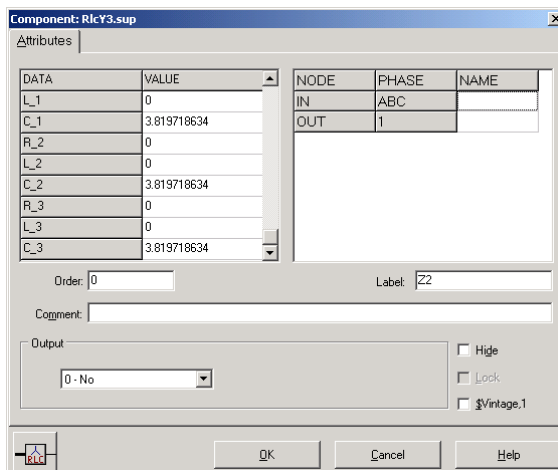 Component: RlcY3.sup
Attributes
DATA VALUE
L_1 0
C_1 3.819718634
R_2 0
L_2 0
C_2 3.819718634
R_3 0
L_3 0
C_3 3.819718634
NODE PHASE NAME
IN ABC
OUT 1
Order: 0
Label: Z2
Comment:
Output
0 - No
Hide
Lock
$Vintage,1
RLC
OK
Cancel
Help